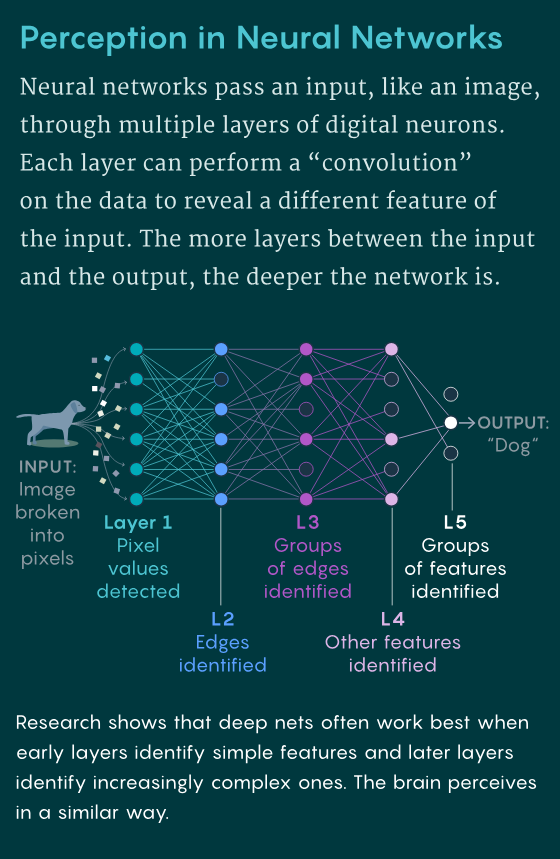 Perception in Neural Networks
Neural networks pass an input, like an image,
through multiple layers of digital neurons.
Each layer can perform a “convolution”
on the data to reveal a different feature of
the input. The more layers between the input
and the output, the deeper the network is.
INPUT:
Image
broken
into
pixels
Layer 1
Pixel
values
detected
L2
Edges
identified
L3
Groups
of edges
identified
L4
Other features
identified
L5
Groups
of features
identified
OUTPUT:
“Dog”
Research shows that deep nets often work best when
early layers identify simple features and later layers
identify increasingly complex ones. The brain perceives
in a similar way.